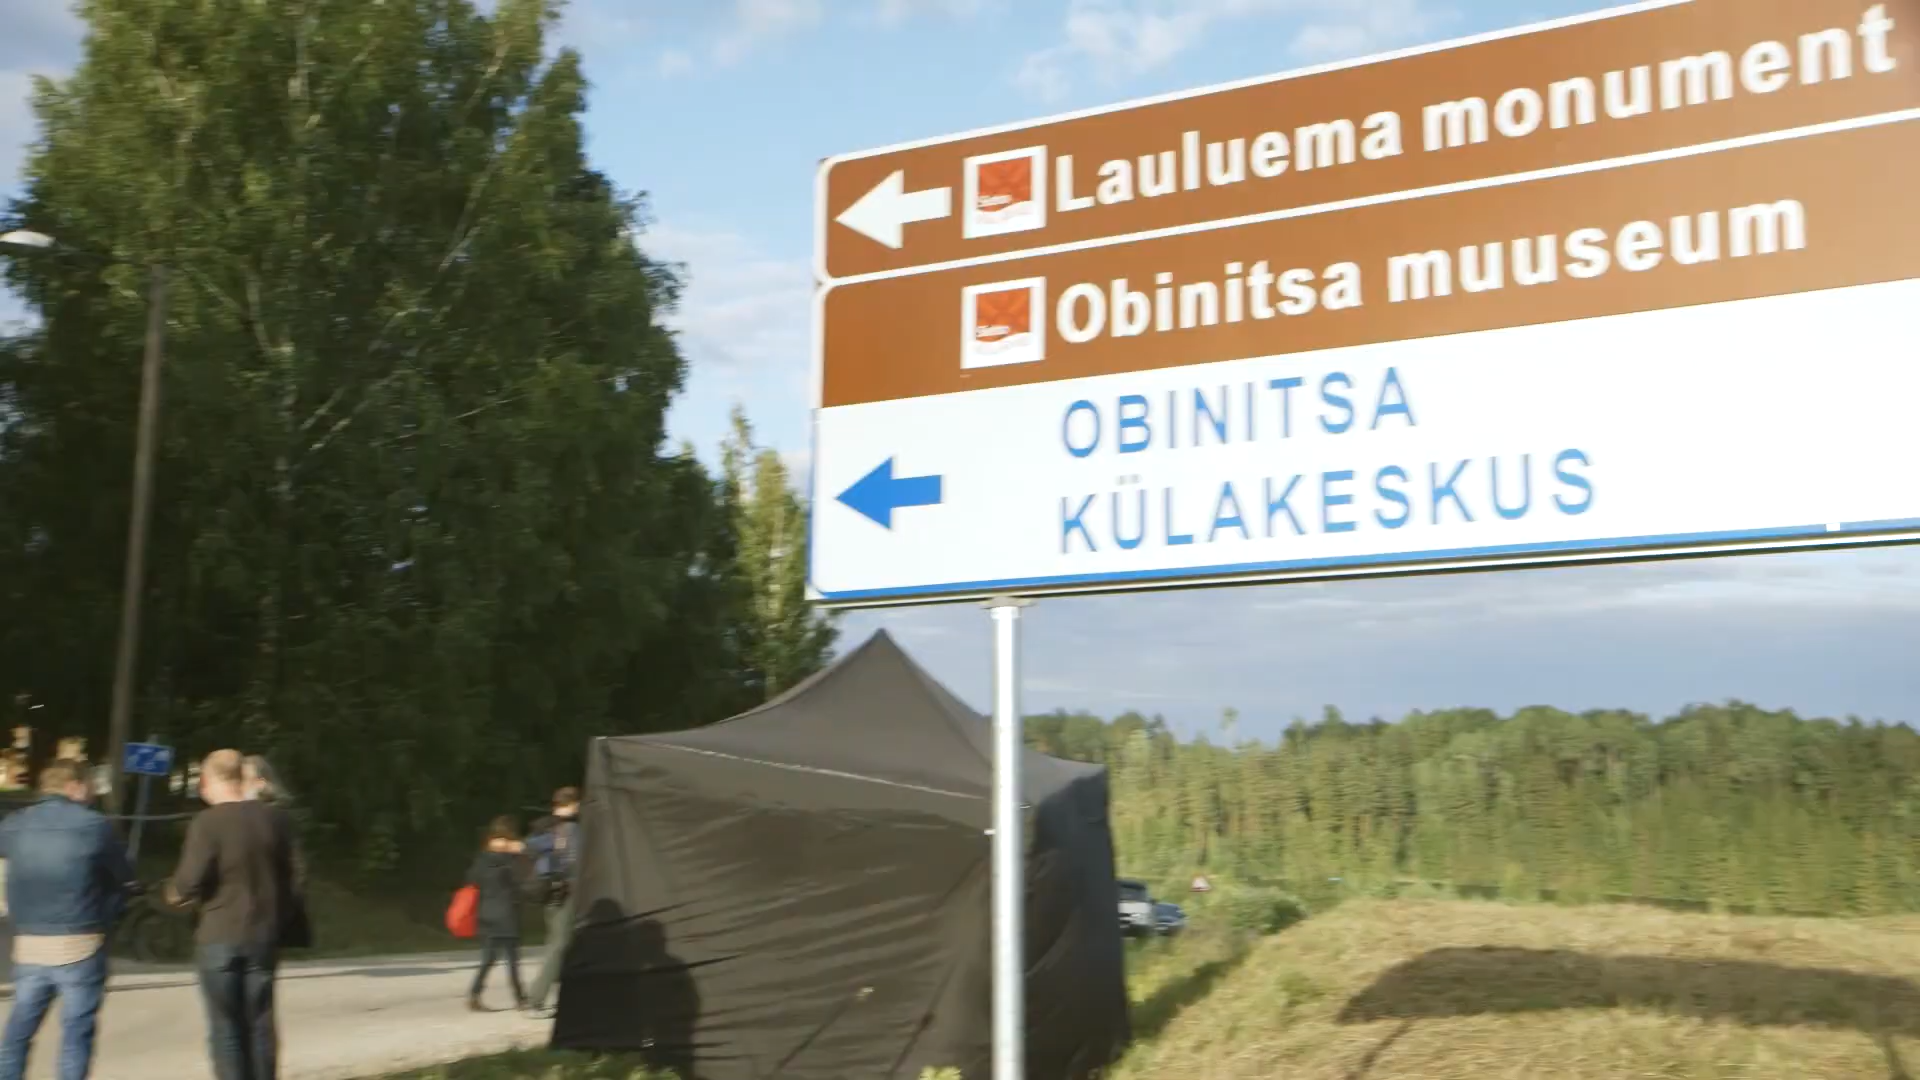 Lauluema monument
Obinitsa muuseum
OBINITSA
KÜLAKESKUS